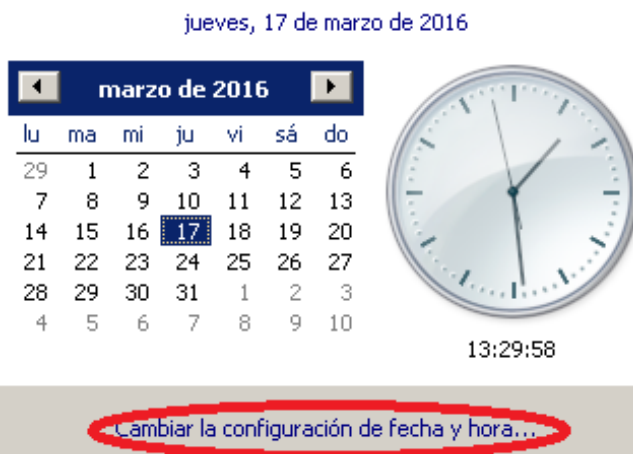 jueves, 17 de marzo de 2016
marzo de 2016
lu ma mi ju vi sá do
29 1 2 3 4 5 6
7 8 9 10 11 12 13
14 15 16 17 18 19 20
21 22 23 24 25 26 27
28 29 30 31 1 2 3
4 5 6 7 8 9 10
13:29:58
Cambiar la configuración de fecha y hora...